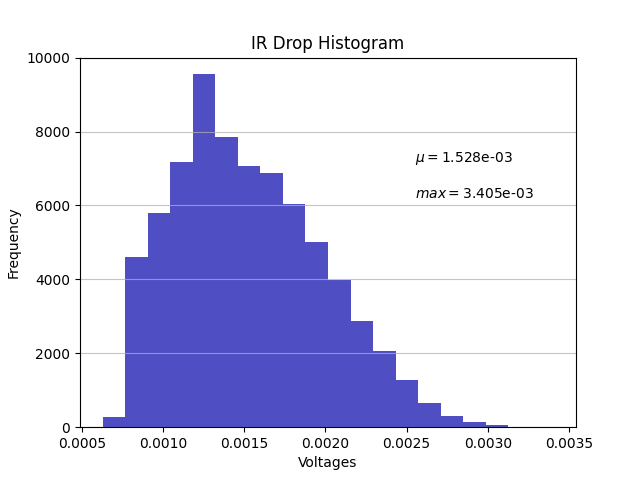 IR Drop Histogram
10000
8000
6000
4000
2000
0
Frequency
μ = 1.528e-03
max = 3.405e-03
0.0005 0.0010 0.0015 0.0020 0.0025 0.0030 0.0035
Voltages